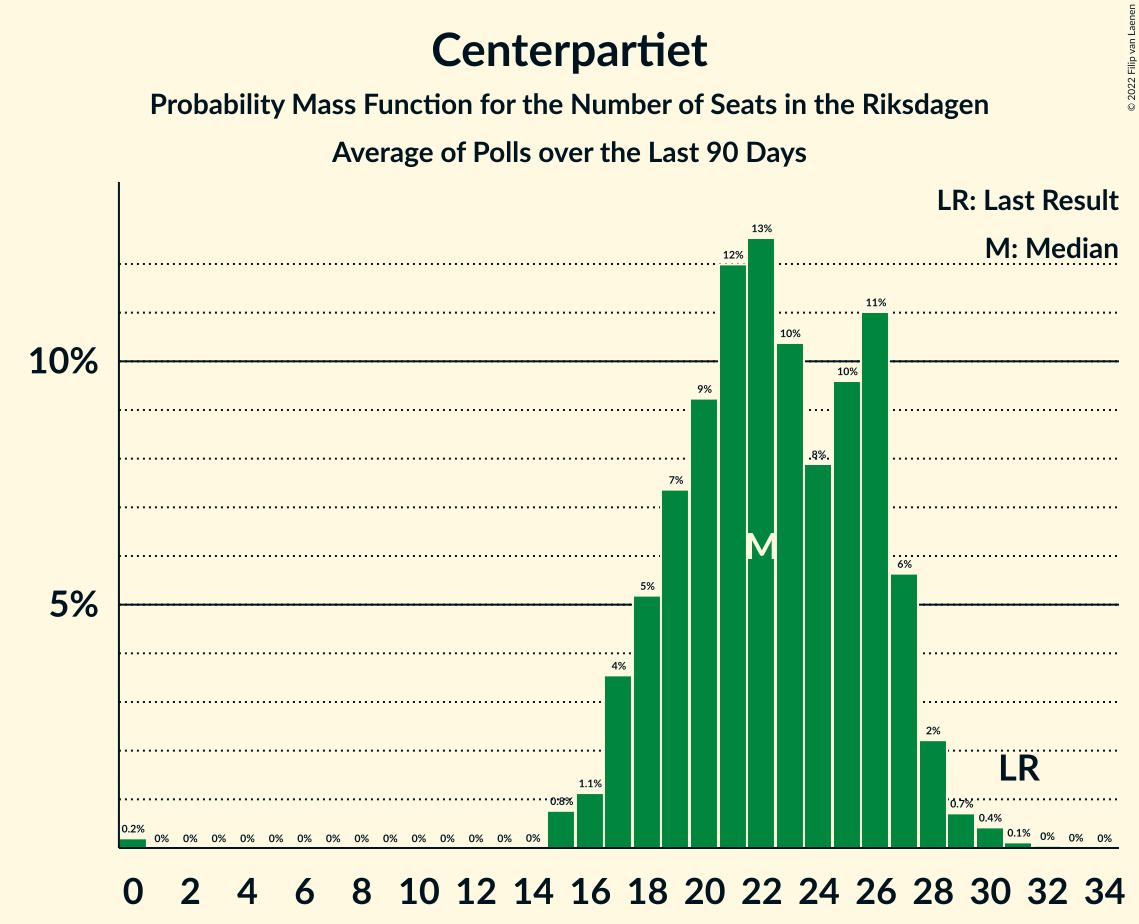 Centerpartiet
Probability Mass Function for the Number of Seats in the Riksdagen
Average of Polls over the Last 90 Days
© 2022 Filip van Laenen
LR: Last Result
M: Median
10%
5%
0.2% 0% 0% 0% 0% 0% 0% 0% 0% 0% 0% 0% 0% 0% 0% 0.8% 1.1% 4% 5% 7% 9% 12% 13% 10% 8% 10% 11% 6% 2% 0.7% 0.4% 0.1% 0% 0% 0%
M
LR
0 2 4 6 8 10 12 14 16 18 20 22 24 26 28 30 32 34